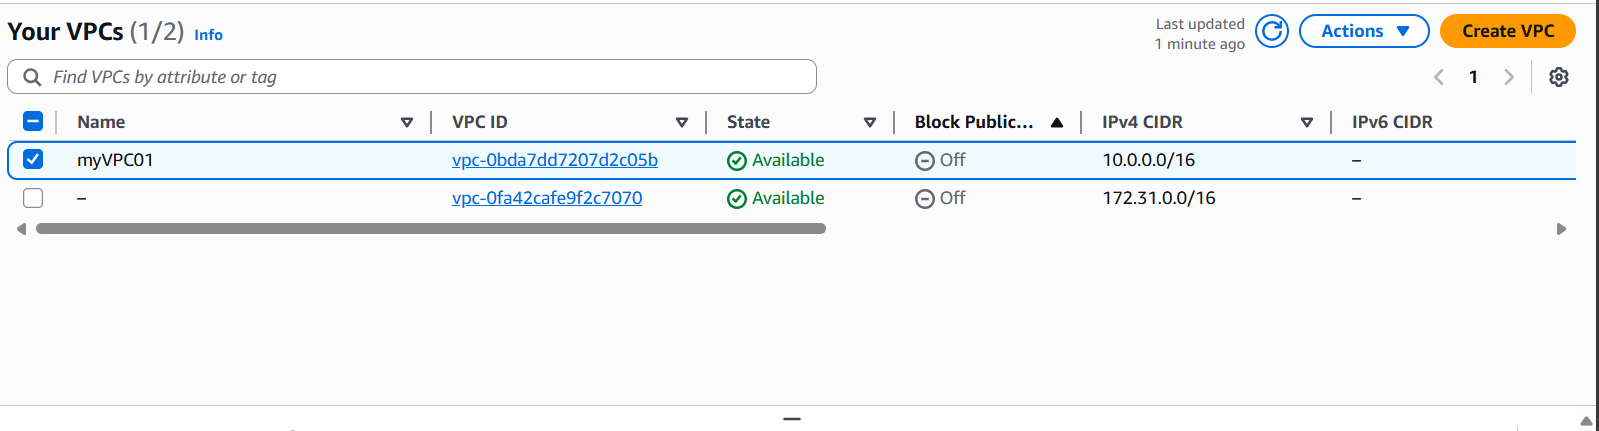 Your VPCs (1/2) Info
Last updated
1 minute ago
Actions
Create VPC
Find VPCs by attribute or tag
1
Name VPC ID State Block Public... IPv4 CIDR IPv6 CIDR
myVPC01 vpc-0bda7dd7207d2c05b Available Off 10.0.0.0/16 –
– vpc-0fa42cafe9f2c7070 Available Off 172.31.0.0/16 –